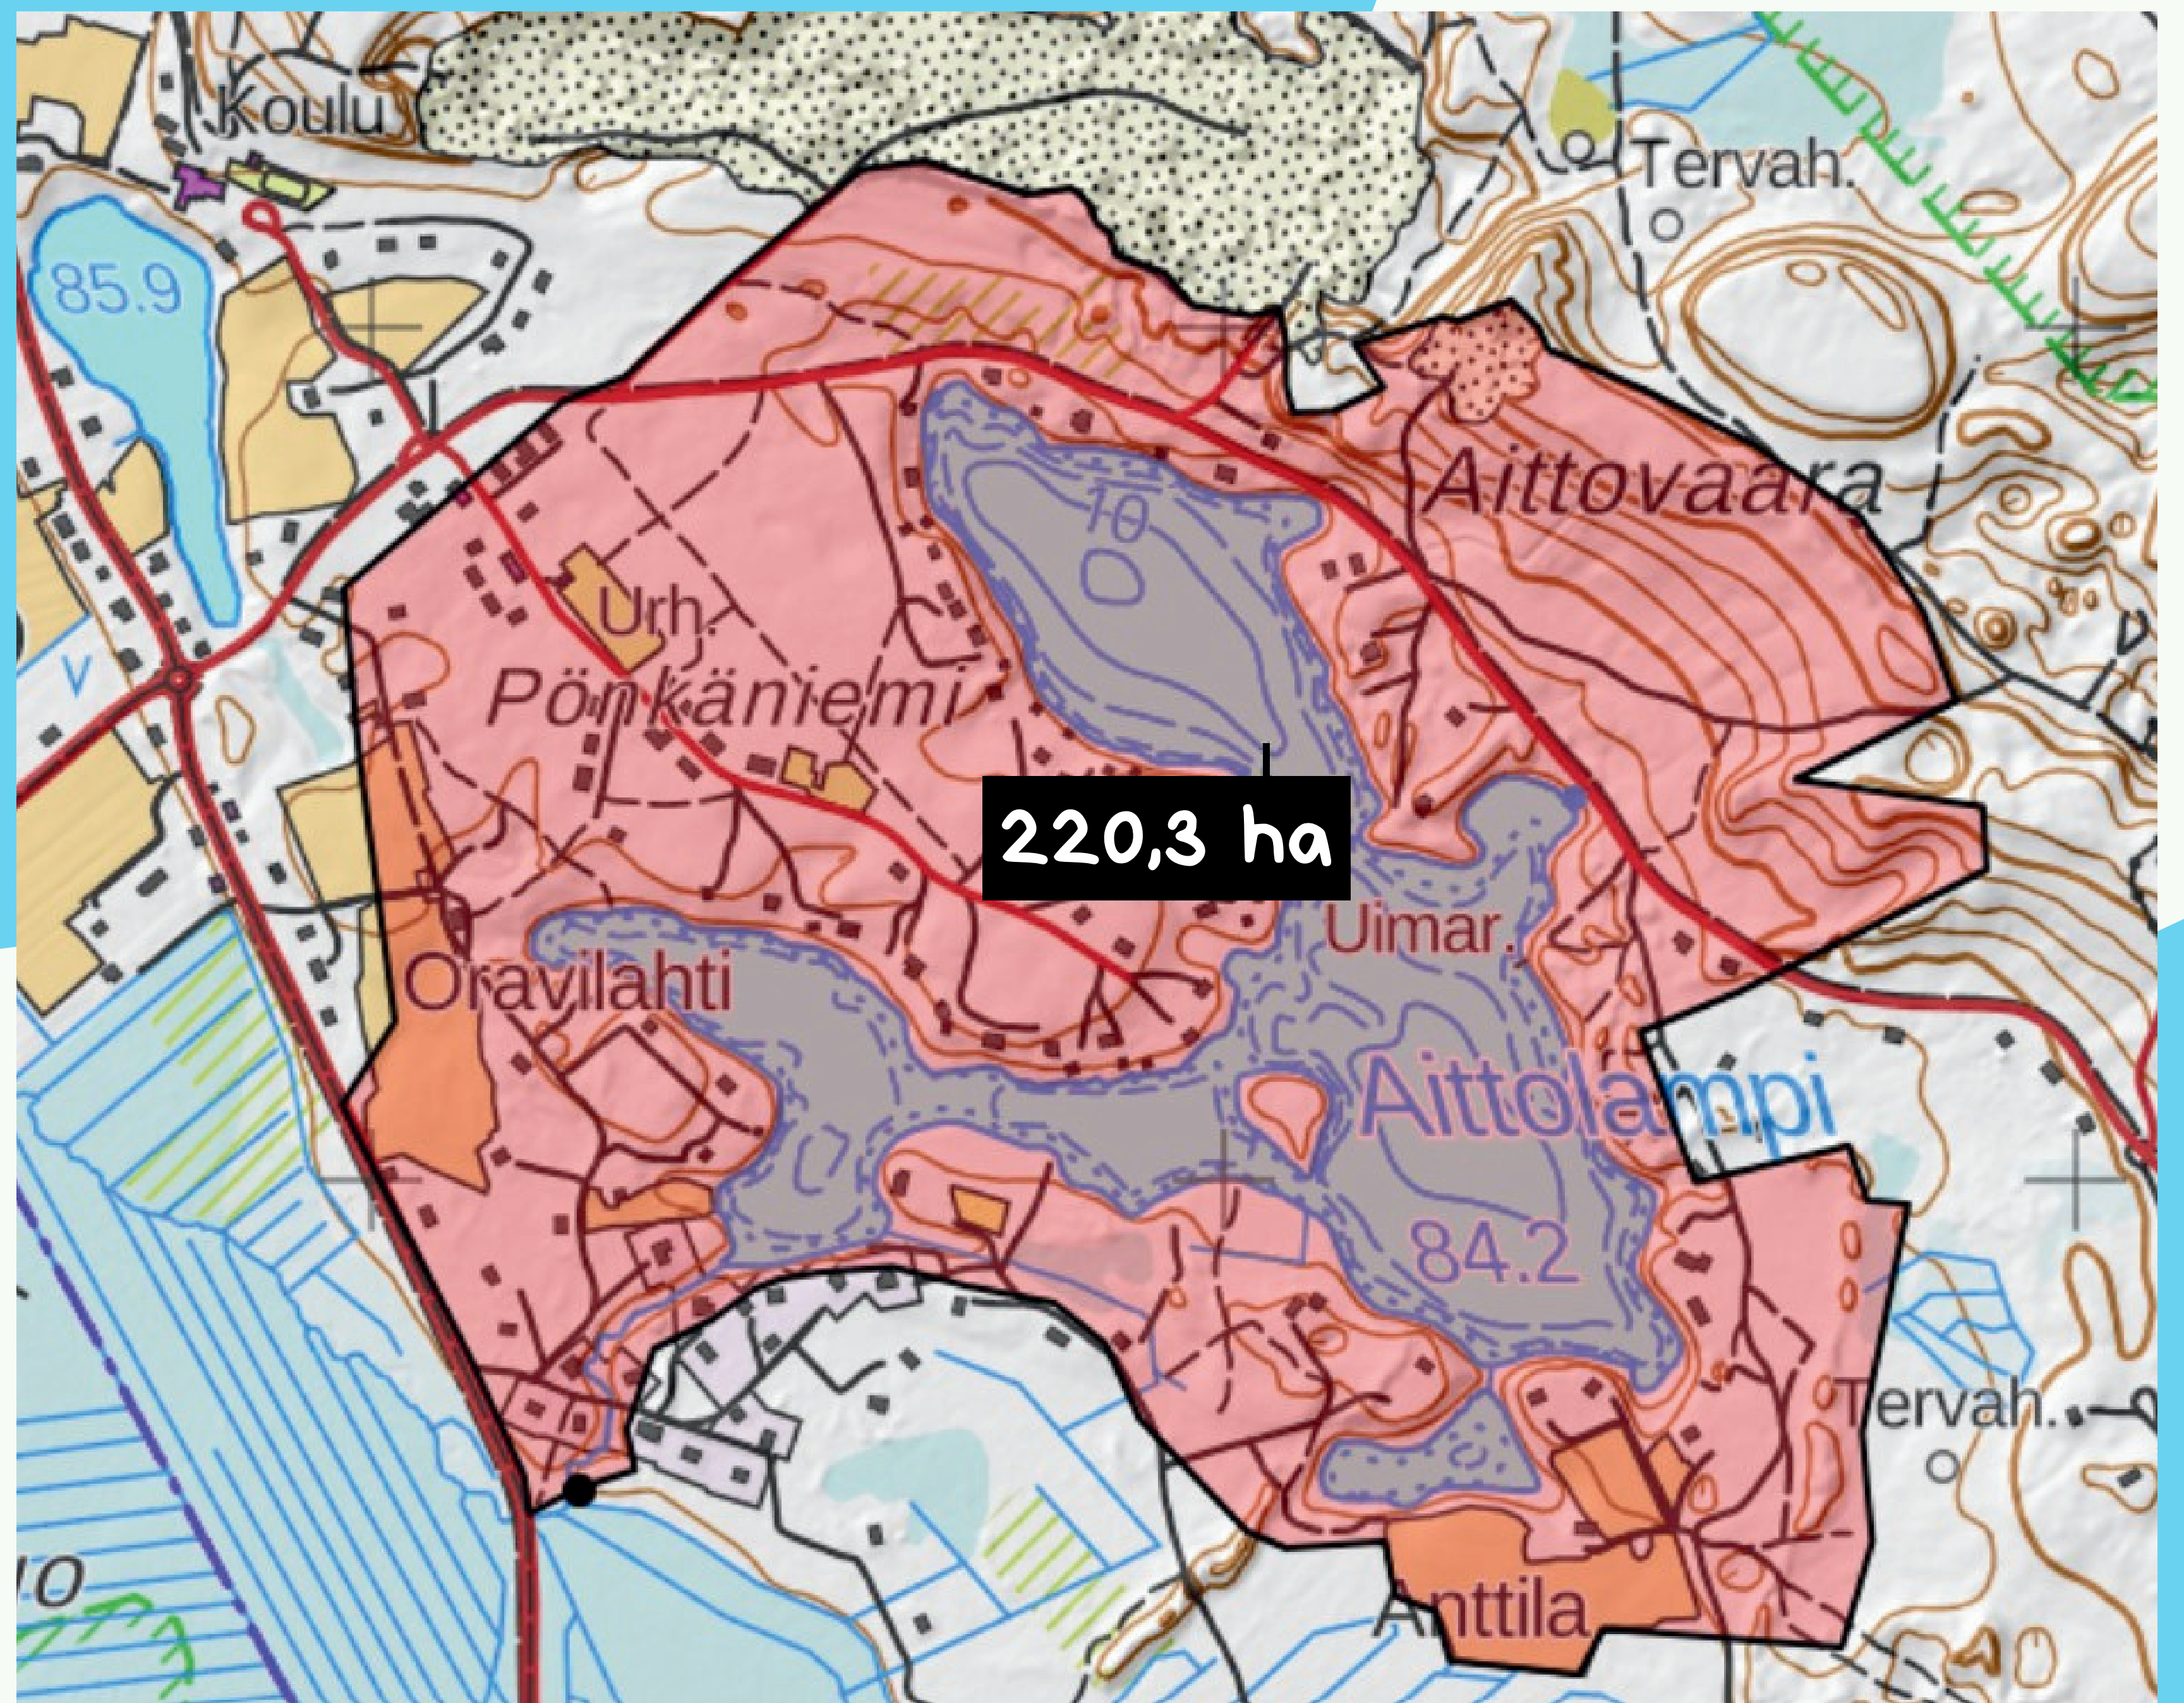 Koulu
Tervah.
85.9
10
Aittovaara
Urh.
Pönkäniemi
220,3 ha
Uimar.
Oravilahti
Aittolampi
84.2
Tervah.
Anttila